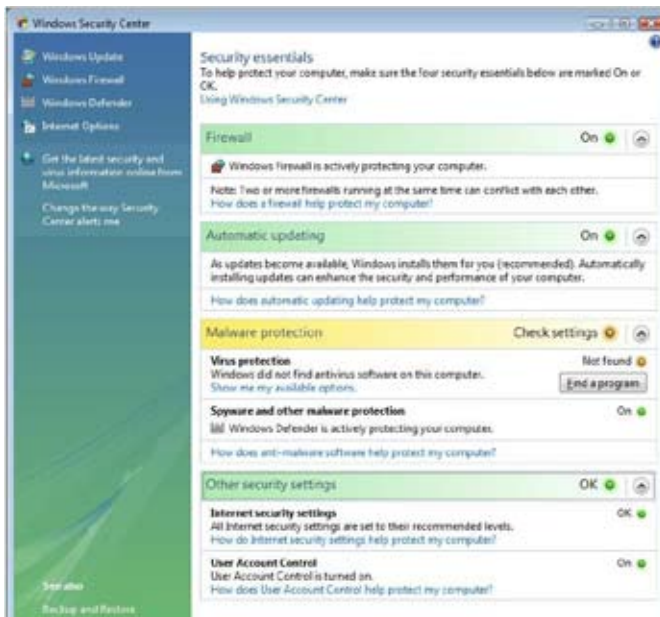 Windows Security Center
Windows Update
Windows Firewall
Windows Defender
Internet Options
Get the latest security and
virus information online from
Microsoft
Change the way Security
Center alerts me
See also
Backup and Restore
Security essentials
To help protect your computer, make sure the four security essentials below are marked On or
OK.
Using Windows Security Center
Firewall On
Windows Firewall is actively protecting your computer.
Note: Two or more firewalls running at the same time can conflict with each other.
How does a firewall help protect my computer?
Automatic updating On
As updates become available, Windows installs them for you (recommended). Automatically
installing updates can enhance the security and performance of your computer.
How does automatic updating help protect my computer?
Malware protection Check settings
Virus protection Not found
Windows did not find antivirus software on this computer.
Show me my available options. Find a program
Spyware and other malware protection On
Windows Defender is actively protecting your computer.
How does anti-malware software help protect my computer?
Other security settings OK
Internet security settings OK
All Internet security settings are set to their recommended levels.
How do Internet security settings help protect my computer?
User Account Control On
User Account Control is turned on.
How does User Account Control help protect my computer?